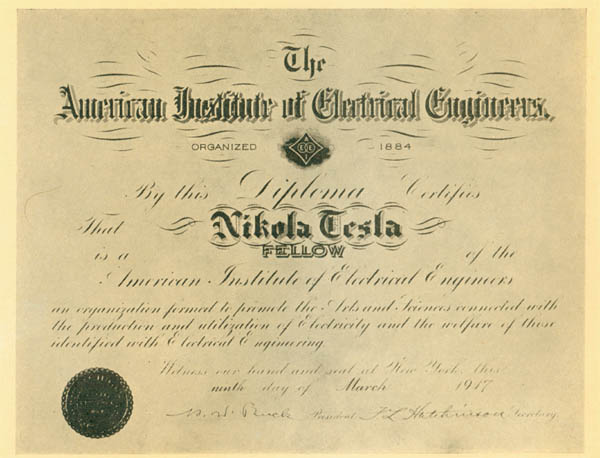 The
American Institute of Electrical Engineers,
ORGANIZED 1884
By this Diploma Certifies
That Nikola Tesla
is a FELLOW of the
American Institute of Electrical Engineers
an organization formed to promote the Arts and Sciences connected with
the production and utilization of Electricity and the welfare of those
identified with Electrical Engineering.
Witness our hand and seal at New York, this
ninth day of March 1917
H. W. Buck President F L Hutchinson Secretary.